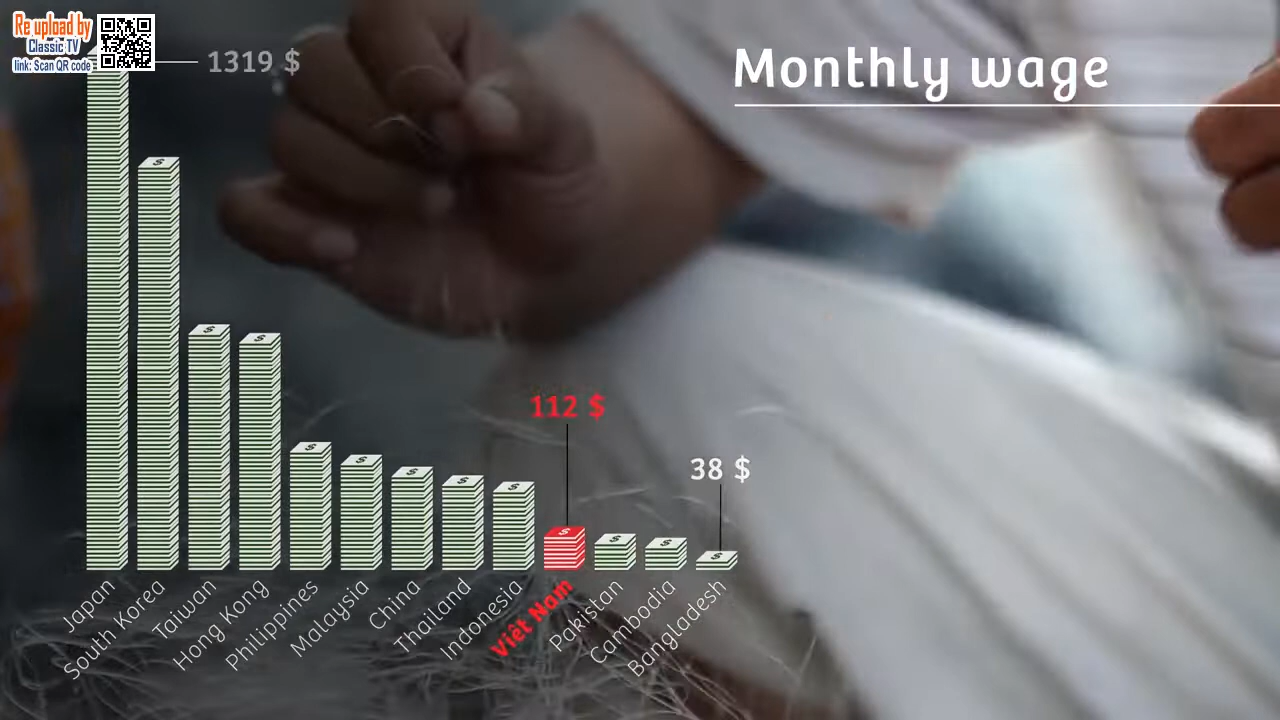 Re upload by
Classic TV
link: Scan QR code
Monthly wage
1319 $
112 $
38 $
Japan
South Korea
Taiwan
Hong Kong
Philippines
Malaysia
China
Thailand
Indonesia
Viêt Nam
Pakistan
Cambodia
Bangladesh